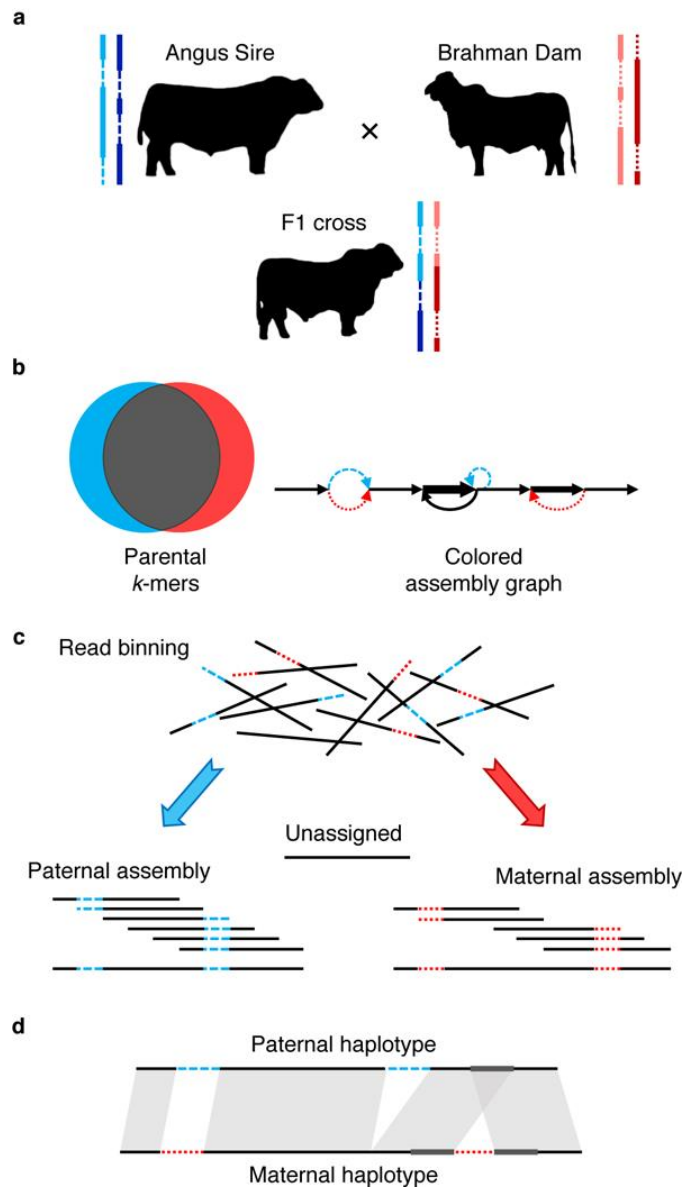 a
Angus Sire
Brahman Dam
×
F1 cross
b
Parental
k-mers
Colored
assembly graph
c
Read binning
Unassigned
Paternal assembly
Maternal assembly
d
Paternal haplotype
Maternal haplotype